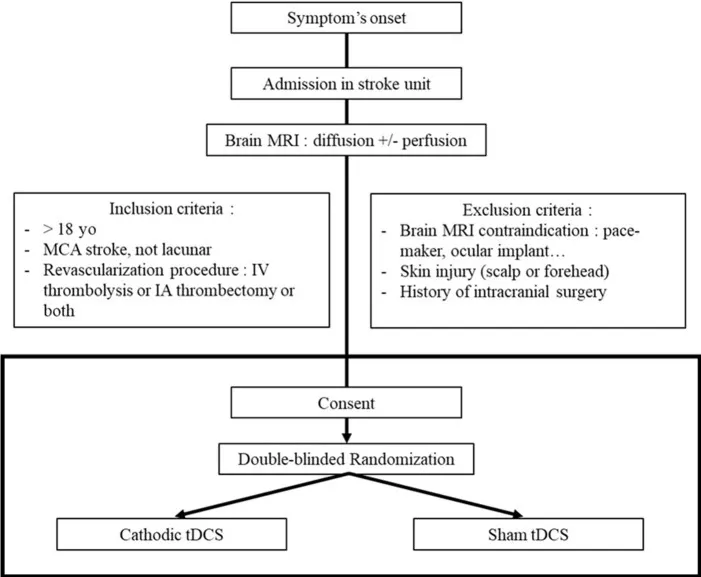 Symptom's onset
Admission in stroke unit
Brain MRI : diffusion +/- perfusion
Inclusion criteria :
- > 18 yo
- MCA stroke, not lacunar
- Revascularization procedure : IV
thrombolysis or IA thrombectomy or
both
Exclusion criteria :
- Brain MRI contraindication : pace-
maker, ocular implant…
- Skin injury (scalp or forehead)
- History of intracranial surgery
Consent
Double-blinded Randomization
Cathodic tDCS
Sham tDCS